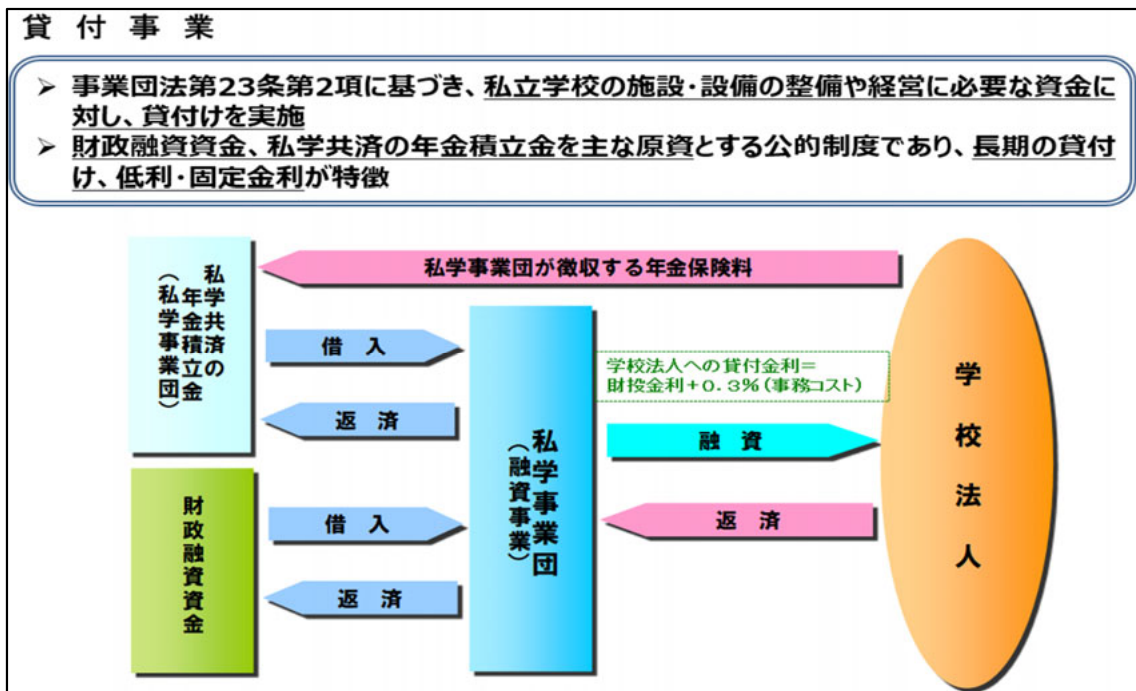 貸付事業
➢ 事業団法第23条第2項に基づき、私立学校の施設・設備の整備や経営に必要な資金に
対し、貸付けを実施
➢ 財政融資資金、私学共済の年金積立金を主な原資とする公的制度であり、長期の貸付
け、低利・固定金利が特徴
私学事業団が徴収する年金保険料
私学共済の
年金積立金
（私学事業団）
借入
返済
財政融資資金
借入
返済
私学事業団
（融資事業）
学校法人への貸付金利＝
財投金利＋0.3％(事務コスト)
融資
返済
学校法人